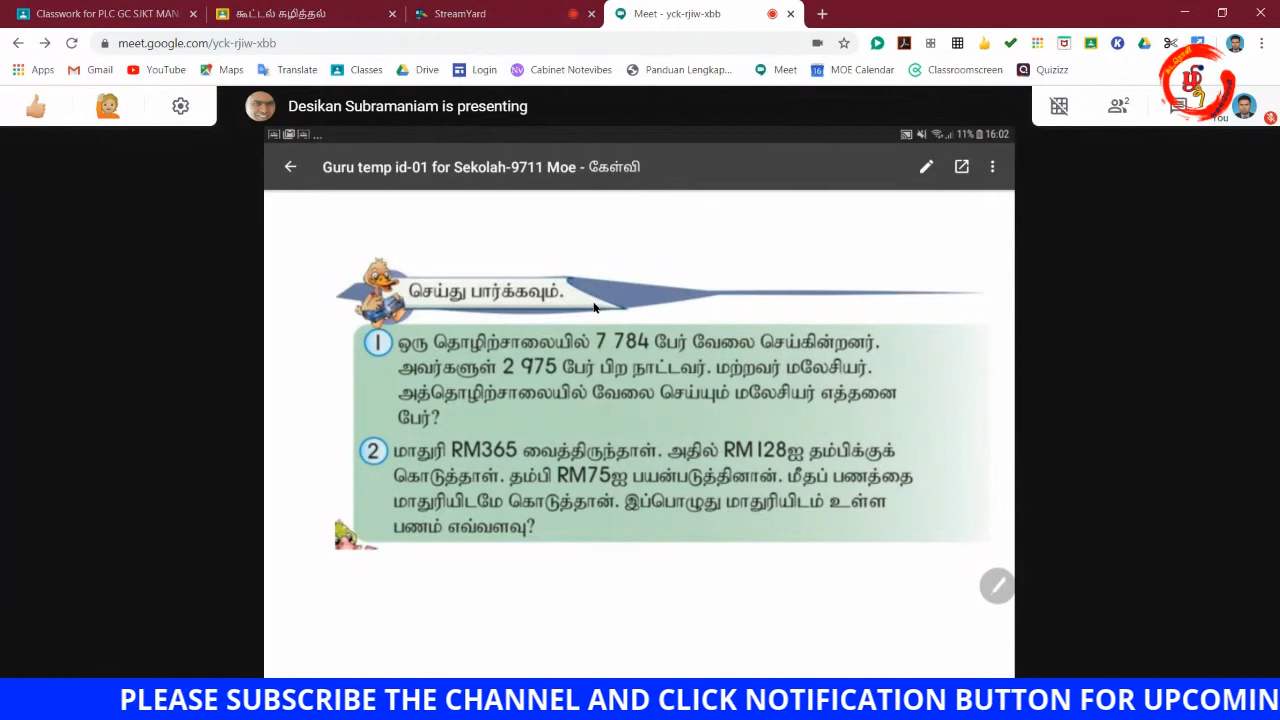 Classwork for PLC GC SJKT MAN
கூட்டல் கழித்தல்
StreamYard
Meet - yck-rjiw-xbb
meet.google.com/yck-rjiw-xbb
Apps
Gmail
YouTube
Maps
Translate
Classes
Drive
Login
Cabinet Notevibes
Panduan Lengkap...
Meet
MOE Calendar
Classroomscreen
Quizizz
Desikan Subramaniam is presenting
2
You
... 11% 16:02
Guru temp id-01 for Sekolah-9711 Moe - கேள்வி
செய்து பார்க்கவும்.
1 ஒரு தொழிற்சாலையில் 7 784 பேர் வேலை செய்கின்றனர்.
அவர்களுள் 2 975 பேர் பிற நாட்டவர். மற்றவர் மலேசியர்.
அத்தொழிற்சாலையில் வேலை செய்யும் மலேசியர் எத்தனை
பேர்?
2 மாதுரி RM365 வைத்திருந்தாள். அதில் RM128ஐ தம்பிக்குக்
கொடுத்தாள். தம்பி RM75ஐ பயன்படுத்தினான். மீதப் பணத்தை
மாதுரியிடமே கொடுத்தான். இப்பொழுது மாதுரியிடம் உள்ள
பணம் எவ்வளவு?
PLEASE SUBSCRIBE THE CHANNEL AND CLICK NOTIFICATION BUTTON FOR UPCOMIN